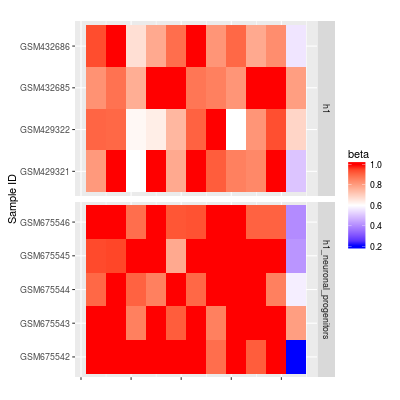 GSM432686
GSM432685
GSM429322
GSM429321
h1
GSM675546
GSM675545
GSM675544
GSM675543
GSM675542
h1_neuronal_progenitors
Sample ID
beta
1.0
0.8
0.6
0.4
0.2